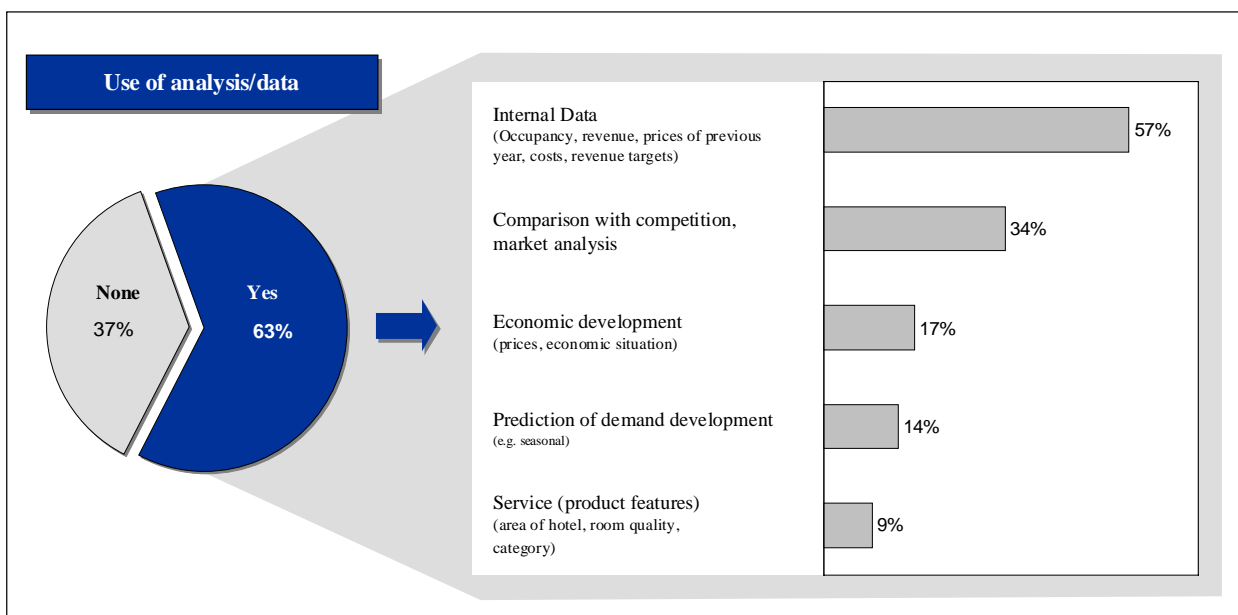 Use of analysis/data
None
37%
Yes
63%
Internal Data
(Occupancy, revenue, prices of previous
year, costs, revenue targets)
57%
Comparison with competition,
market analysis
34%
Economic development
(prices, economic situation)
17%
Prediction of demand development
(e.g. seasonal)
14%
Service (product features)
(area of hotel, room quality,
category)
9%